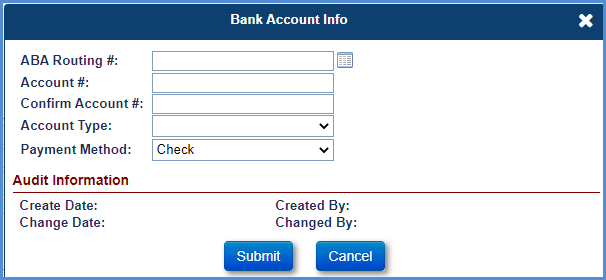 Bank Account Info
ABA Routing #:
Account #:
Confirm Account #:
Account Type:
Payment Method: Check
Audit Information
Create Date: Created By:
Change Date: Changed By:
Submit Cancel